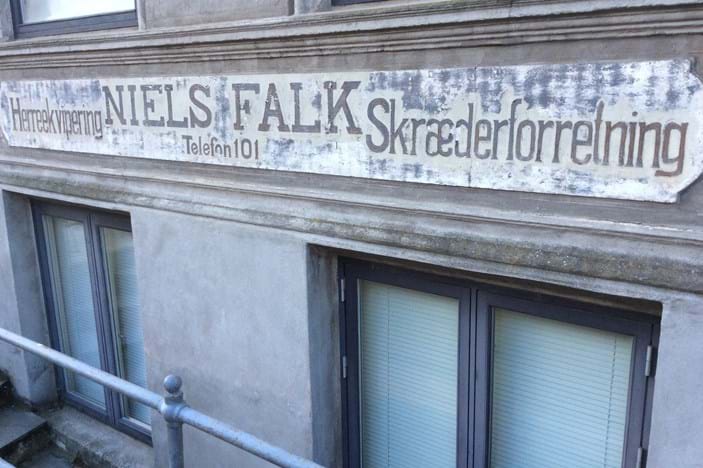 Herreekvipering NIELS FALK Skræderforretning
Telefon 101